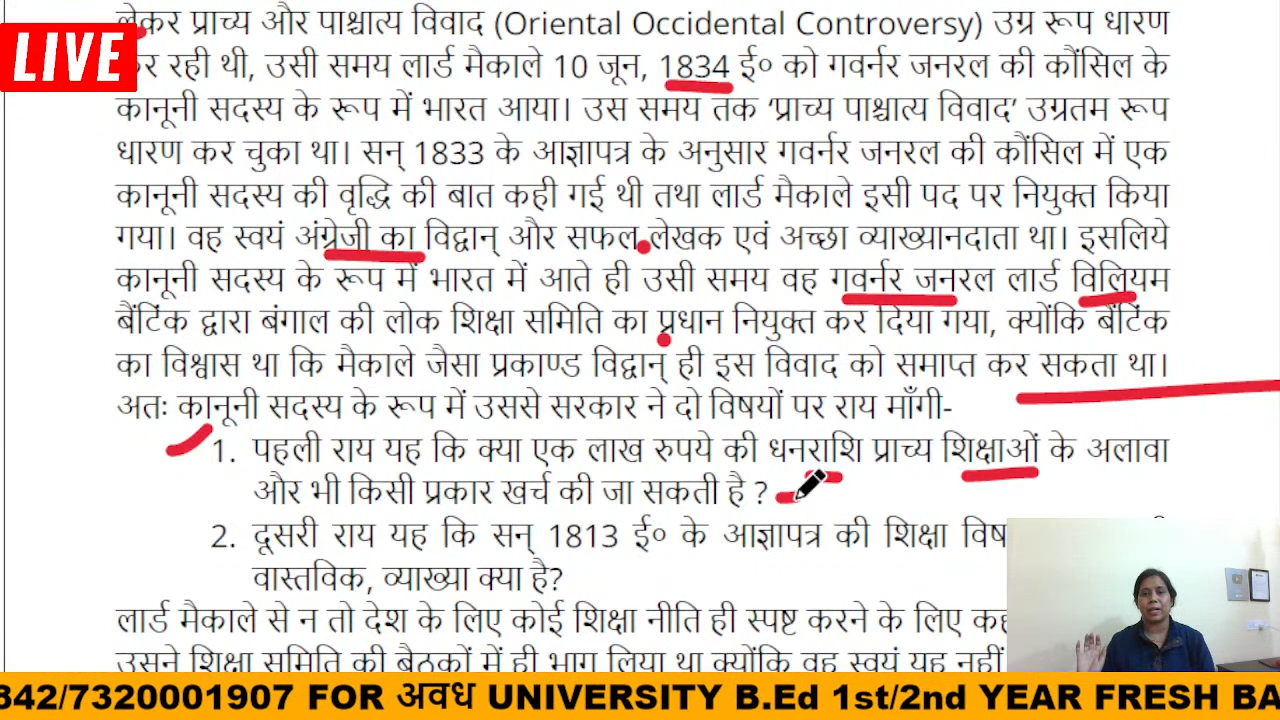 लेकर प्राच्य और पाश्चात्य विवाद (Oriental Occidental Controversy) उग्र रूप धारण
LIVE
रही थी, उसी समय लार्ड मैकाले 10 जून, 1834 ई० को गवर्नर जनरल की कौंसिल के
कानूनी सदस्य के रूप में भारत आया। उस समय तक ‘प्राच्य पाश्चात्य विवाद’ उग्रतम रूप
धारण कर चुका था। सन् 1833 के आज्ञापत्र के अनुसार गवर्नर जनरल की कौंसिल में एक
कानूनी सदस्य की वृद्धि की बात कही गई थी तथा लार्ड मैकाले इसी पद पर नियुक्त किया
गया। वह स्वयं अंग्रेजी का विद्वान् और सफल लेखक एवं अच्छा व्याख्यानदाता था। इसलिये
कानूनी सदस्य के रूप में भारत में आते ही उसी समय वह गवर्नर जनरल लार्ड विलियम
बैंटिंक द्वारा बंगाल की लोक शिक्षा समिति का प्रधान नियुक्त कर दिया गया, क्योंकि बैंटिंक
का विश्वास था कि मैकाले जैसा प्रकाण्ड विद्वान् ही इस विवाद को समाप्त कर सकता था।
अतः कानूनी सदस्य के रूप में उससे सरकार ने दो विषयों पर राय माँगी-
1. पहली राय यह कि क्या एक लाख रुपये की धनराशि प्राच्य शिक्षाओं के अलावा
और भी किसी प्रकार खर्च की जा सकती है ?
2. दूसरी राय यह कि सन् 1813 ई० के आज्ञापत्र की शिक्षा
वास्तविक, व्याख्या क्या है?
लार्ड मैकाले से न तो देश के लिए कोई शिक्षा नीति ही स्पष्ट करने के लिए
उसने शिक्षा समिति की बैठकों में ही भाग लिया था क्योंकि वह स्वयं यह नहीं
842/7320001907 FOR अवध UNIVERSITY B.Ed 1st/2nd YEAR FRESH BA